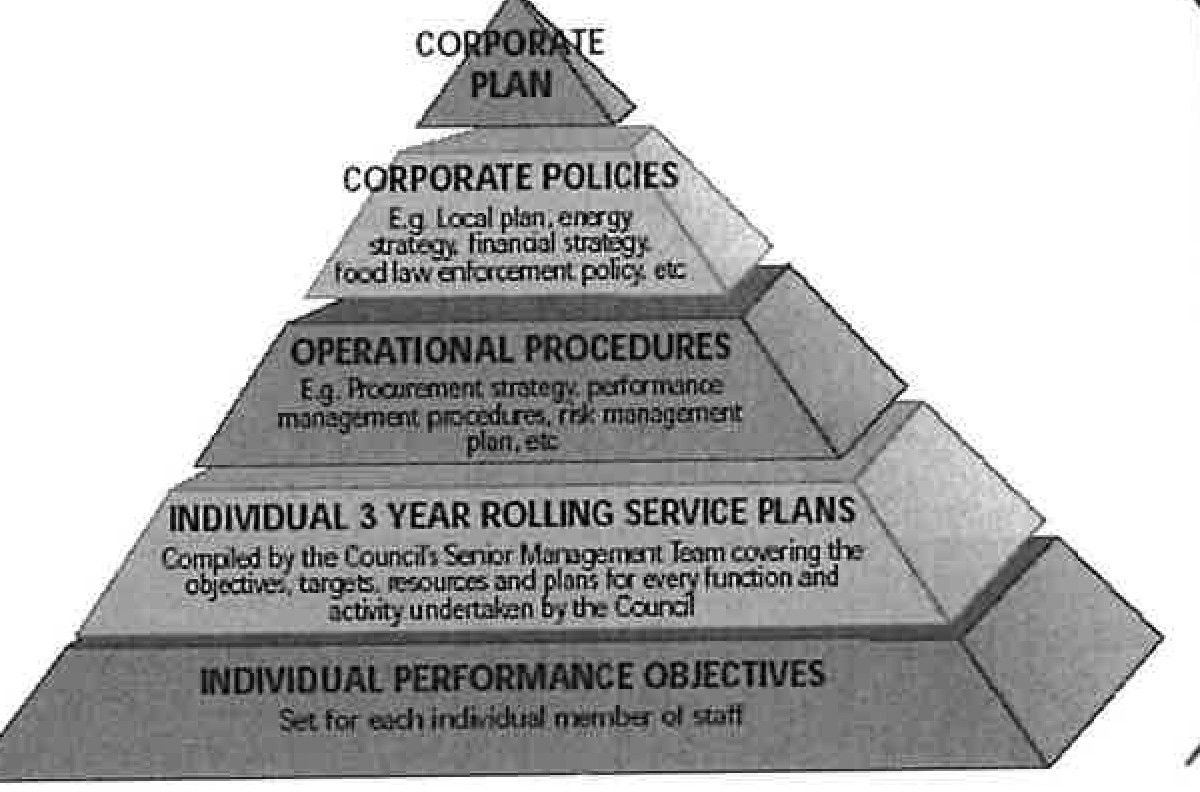 CORPORATE
PLAN
CORPORATE POLICIES
E.g. Local plan, energy
strategy, financial strategy,
food law enforcement policy, etc
OPERATIONAL PROCEDURES
E.g. Procurement strategy, performance
management procedures, risk management
plan, etc
INDIVIDUAL 3 YEAR ROLLING SERVICE PLANS
Compiled by the Council's Senior Management Team covering the
objectives, targets, resources and plans for every function and
activity undertaken by the Council
INDIVIDUAL PERFORMANCE OBJECTIVES
Set for each individual member of staff